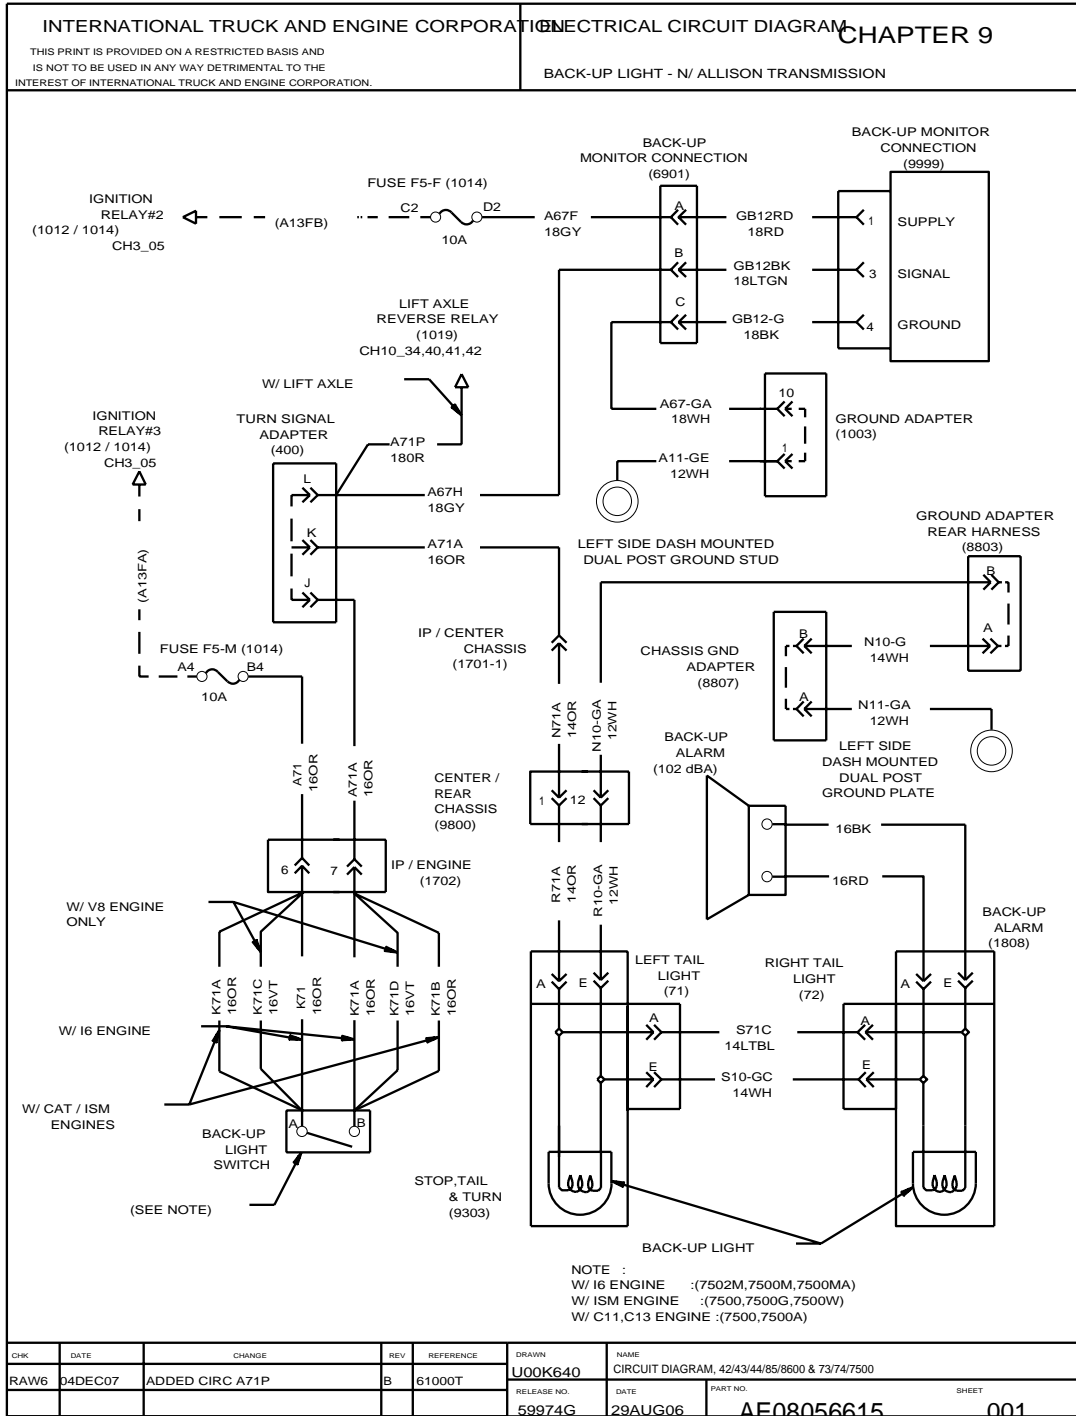 INTERNATIONAL TRUCK AND ENGINE CORPORATION
ELECTRICAL CIRCUIT DIAGRAM
CHAPTER 9
THIS PRINT IS PROVIDED ON A RESTRICTED BASIS AND
IS NOT TO BE USED IN ANY WAY DETRIMENTAL TO THE
INTEREST OF INTERNATIONAL TRUCK AND ENGINE CORPORATION.
BACK-UP LIGHT - N/ ALLISON TRANSMISSION
BACK-UP
MONITOR CONNECTION
(6901)
BACK-UP MONITOR
CONNECTION
(9999)
IGNITION
RELAY#2
(1012 / 1014)
CH3_05
(A13FB)
FUSE F5-F (1014)
C2
D2
10A
A67F
18GY
A
GB12RD
18RD
1
SUPPLY
B
GB12BK
18LTGN
3
SIGNAL
C
GB12-G
18BK
4
GROUND
LIFT AXLE
REVERSE RELAY
(1019)
CH10_34,40,41,42
W/ LIFT AXLE
A67-GA
18WH
10
1
GROUND ADAPTER
(1003)
A11-GE
12WH
LEFT SIDE DASH MOUNTED
DUAL POST GROUND STUD
IGNITION
RELAY#3
(1012 / 1014)
CH3_05
TURN SIGNAL
ADAPTER
(400)
A71P
180R
L
A67H
18GY
K
A71A
16OR
J
(A13FA)
GROUND ADAPTER
REAR HARNESS
(8803)
B
A
IP / CENTER
CHASSIS
(1701-1)
CHASSIS GND
ADAPTER
(8807)
B
N10-G
14WH
A
N11-GA
12WH
LEFT SIDE
DASH MOUNTED
DUAL POST
GROUND PLATE
FUSE F5-M (1014)
A4
B4
10A
N71A
14OR
N10-GA
12WH
BACK-UP
ALARM
(102 dBA)
A71
16OR
A71A
16OR
CENTER /
REAR
CHASSIS
(9800)
1
12
16BK
16RD
6
7
IP / ENGINE
(1702)
R71A
14OR
R10-GA
12WH
W/ V8 ENGINE
ONLY
BACK-UP
ALARM
(1808)
LEFT TAIL
LIGHT
(71)
RIGHT TAIL
LIGHT
(72)
A
E
A
E
K71A
16OR
K71C
16VT
K71
16OR
K71A
16OR
K71D
16VT
K71B
16OR
W/ I6 ENGINE
A
S71C
14LTBL
A
E
S10-GC
14WH
E
W/ CAT / ISM
ENGINES
A
B
BACK-UP
LIGHT
SWITCH
(SEE NOTE)
STOP,TAIL
& TURN
(9303)
BACK-UP LIGHT
NOTE :
W/ I6 ENGINE :(7502M,7500M,7500MA)
W/ ISM ENGINE :(7500,7500G,7500W)
W/ C11,C13 ENGINE :(7500,7500A)
CHK DATE CHANGE REV REFERENCE
RAW6 04DEC07 ADDED CIRC A71P B 61000T
DRAWN
U00K640
NAME
CIRCUIT DIAGRAM, 42/43/44/85/8600 & 73/74/7500
RELEASE NO.
59974G
DATE
29AUG06
PART NO.
AE08056615
SHEET
001